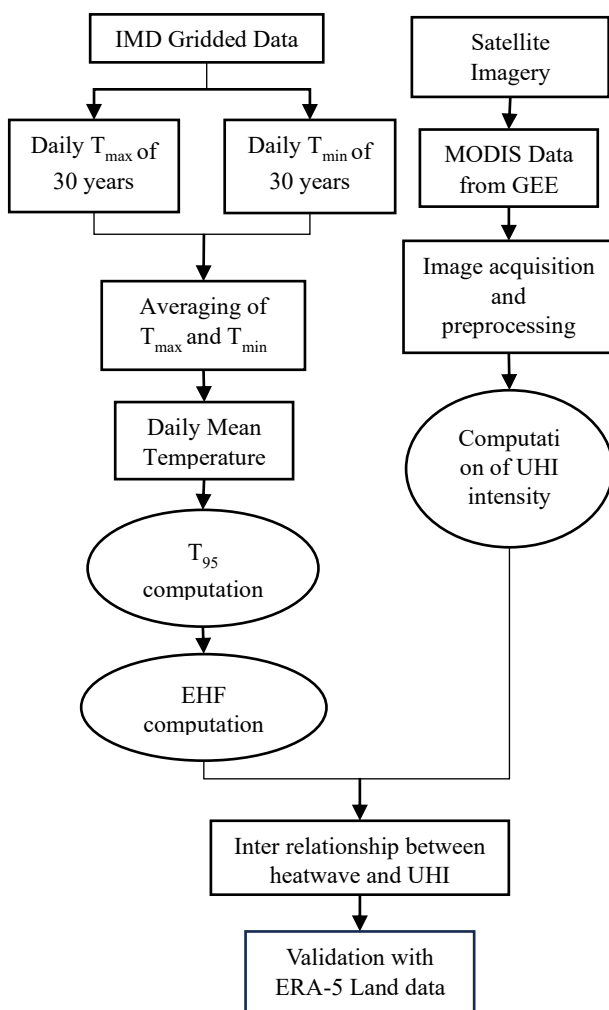 IMD Gridded Data
Satellite
Imagery
Daily Tmax of
30 years
Daily Tmin of
30 years
MODIS Data
from GEE
Image acquisition
and
preprocessing
Averaging of
Tmax and Tmin
Daily Mean
Temperature
Computati
on of UHI
intensity
T95
computation
EHF
computation
Inter relationship between
heatwave and UHI
Validation with
ERA-5 Land data